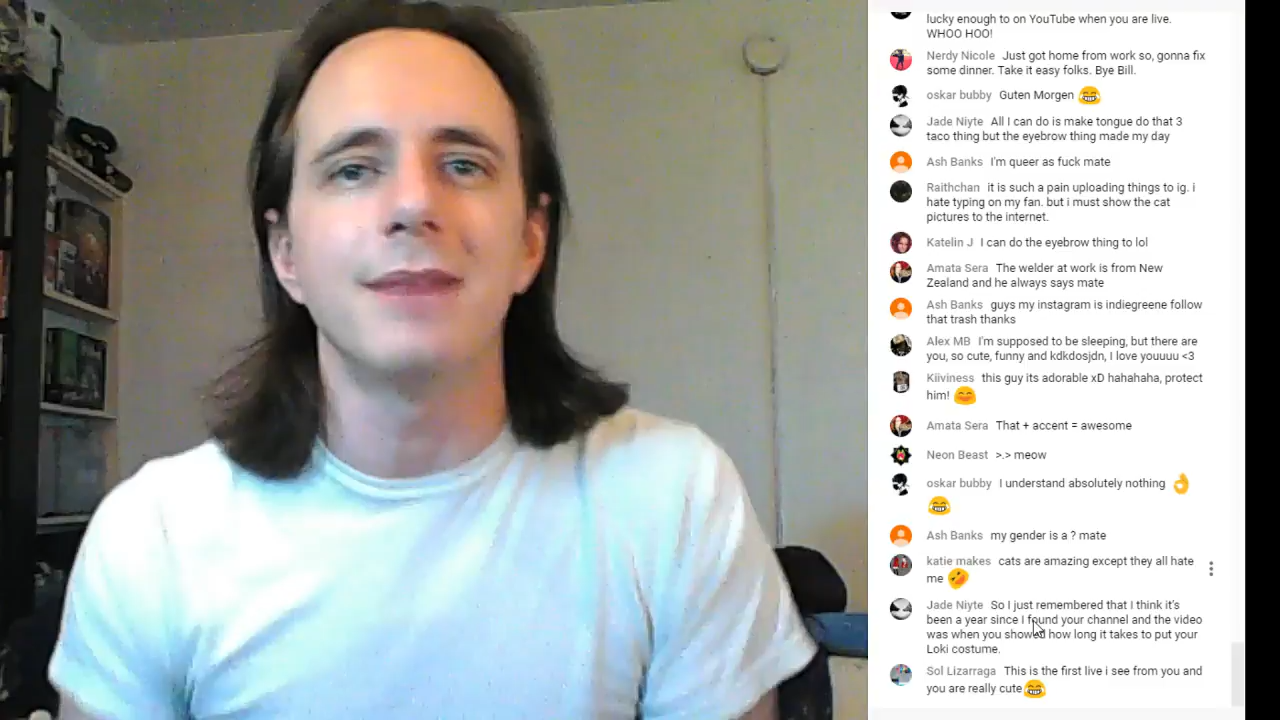 lucky enough to on YouTube when you are live.
WHOO HOO!
Nerdy Nicole Just got home from work so, gonna fix
some dinner. Take it easy folks. Bye Bill.
oskar bubby Guten Morgen 😂
Jade Niyte All I can do is make tongue do that 3
taco thing but the eyebrow thing made my day
Ash Banks I'm queer as fuck mate
Raithchan it is such a pain uploading things to ig. i
hate typing on my fan. but i must show the cat
pictures to the internet.
Katelin J I can do the eyebrow thing to lol
Amata Sera The welder at work is from New
Zealand and he always says mate
Ash Banks guys my instagram is indiegreene follow
that trash thanks
Alex MB I'm supposed to be sleeping, but there are
you, so cute, funny and kdkdosjdn, I love youuuu <3
Kiiviness this guy its adorable xD hahahaha, protect
him! 🤗
Amata Sera That + accent = awesome
Neon Beast >.> meow
oskar bubby I understand absolutely nothing 👌
😂
Ash Banks my gender is a ? mate
katie makes cats are amazing except they all hate
me 🤣
Jade Niyte So I just remembered that I think it's
been a year since I found your channel and the video
was when you showed how long it takes to put your
Loki costume.
Sol Lizarraga This is the first live i see from you and
you are really cute 😂